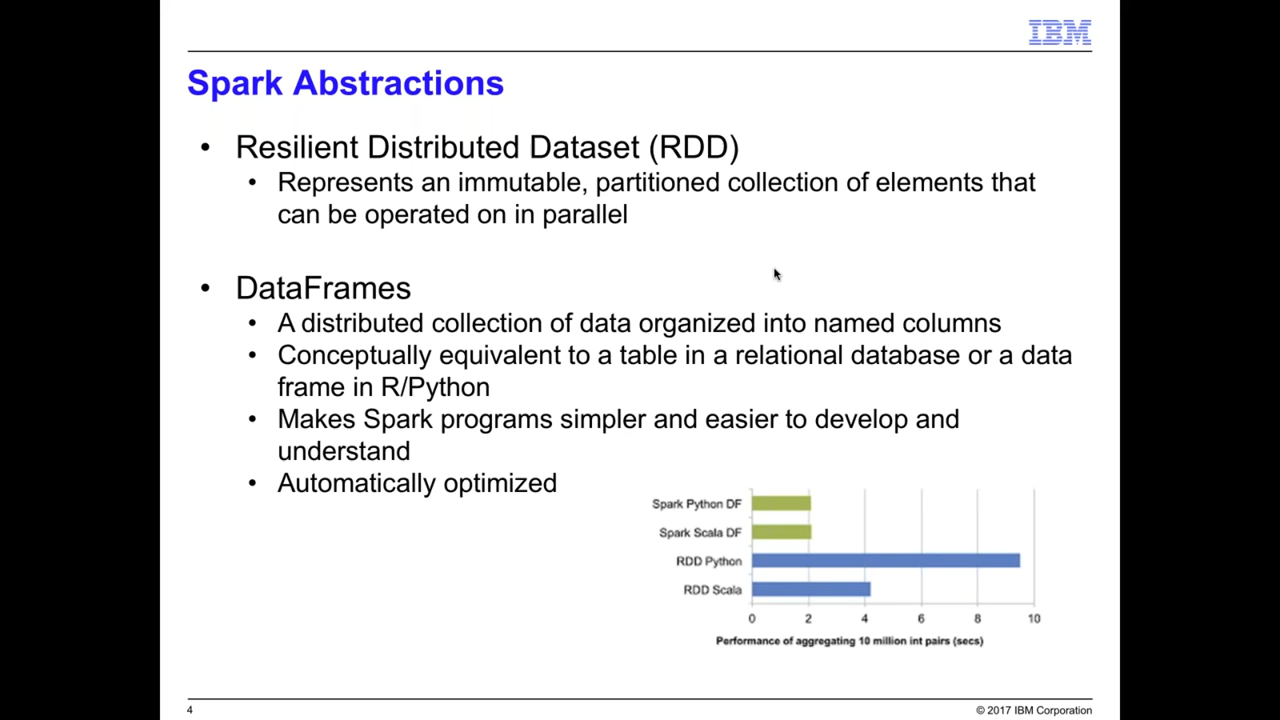 IBM
Spark Abstractions
• Resilient Distributed Dataset (RDD)
• Represents an immutable, partitioned collection of elements that
can be operated on in parallel
• DataFrames
• A distributed collection of data organized into named columns
• Conceptually equivalent to a table in a relational database or a data
frame in R/Python
• Makes Spark programs simpler and easier to develop and
understand
• Automatically optimized
Spark Python DF
Spark Scala DF
RDD Python
RDD Scala
0 2 4 6 8 10
Performance of aggregating 10 million int pairs (secs)
4 © 2017 IBM Corporation